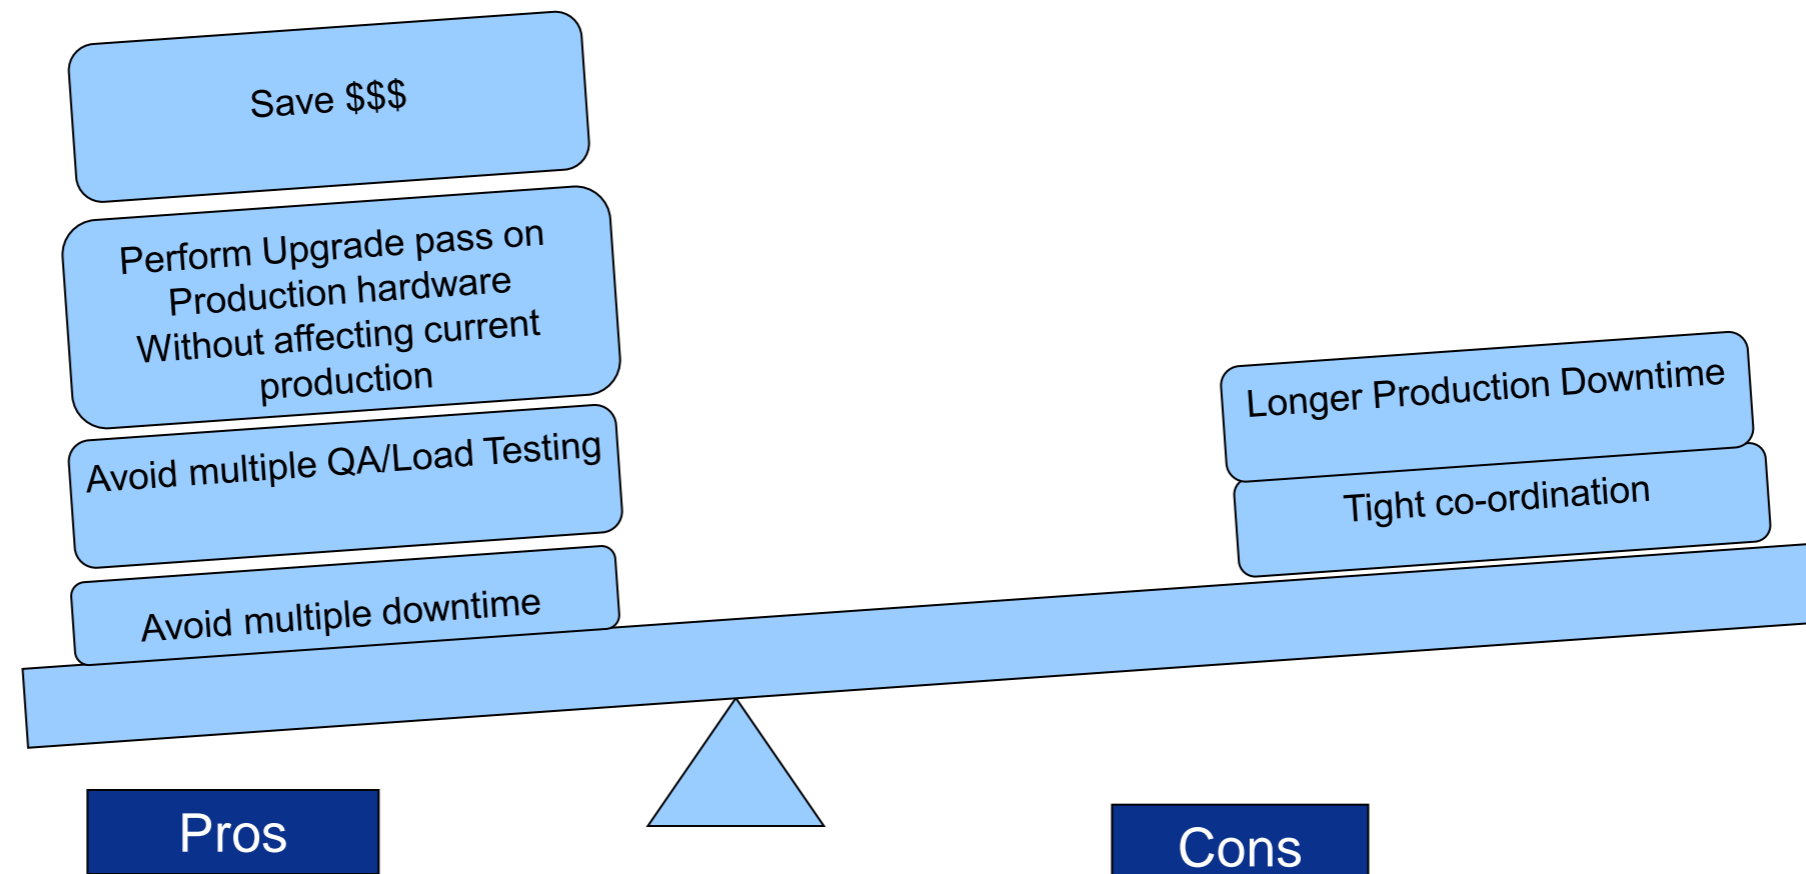 Save $$$
Perform Upgrade pass on
Production hardware
Without affecting current
production
Avoid multiple QA/Load Testing
Avoid multiple downtime
Longer Production Downtime
Tight co-ordination
Pros
Cons